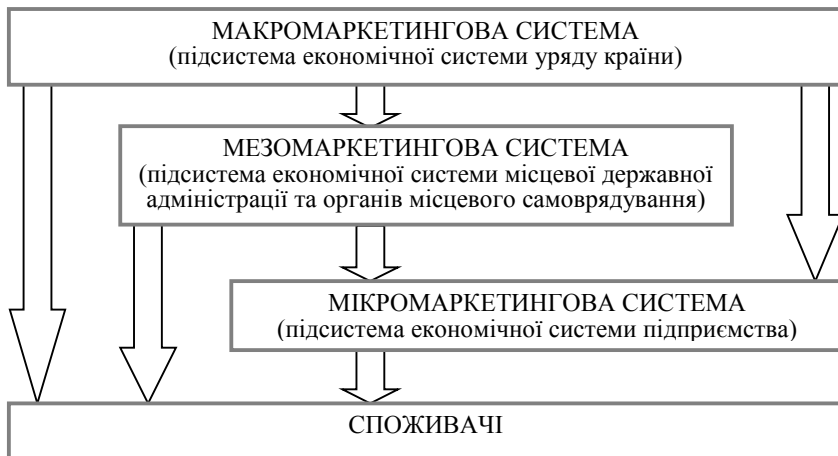 МАКРОМАРКЕТИНГОВА СИСТЕМА
(підсистема економічної системи уряду країни)
МЕЗОМАРКЕТИНГОВА СИСТЕМА
(підсистема економічної системи місцевої державної
адміністрації та органів місцевого самоврядування)
МІКРОМАРКЕТИНГОВА СИСТЕМА
(підсистема економічної системи підприємства)
СПОЖИВАЧІ